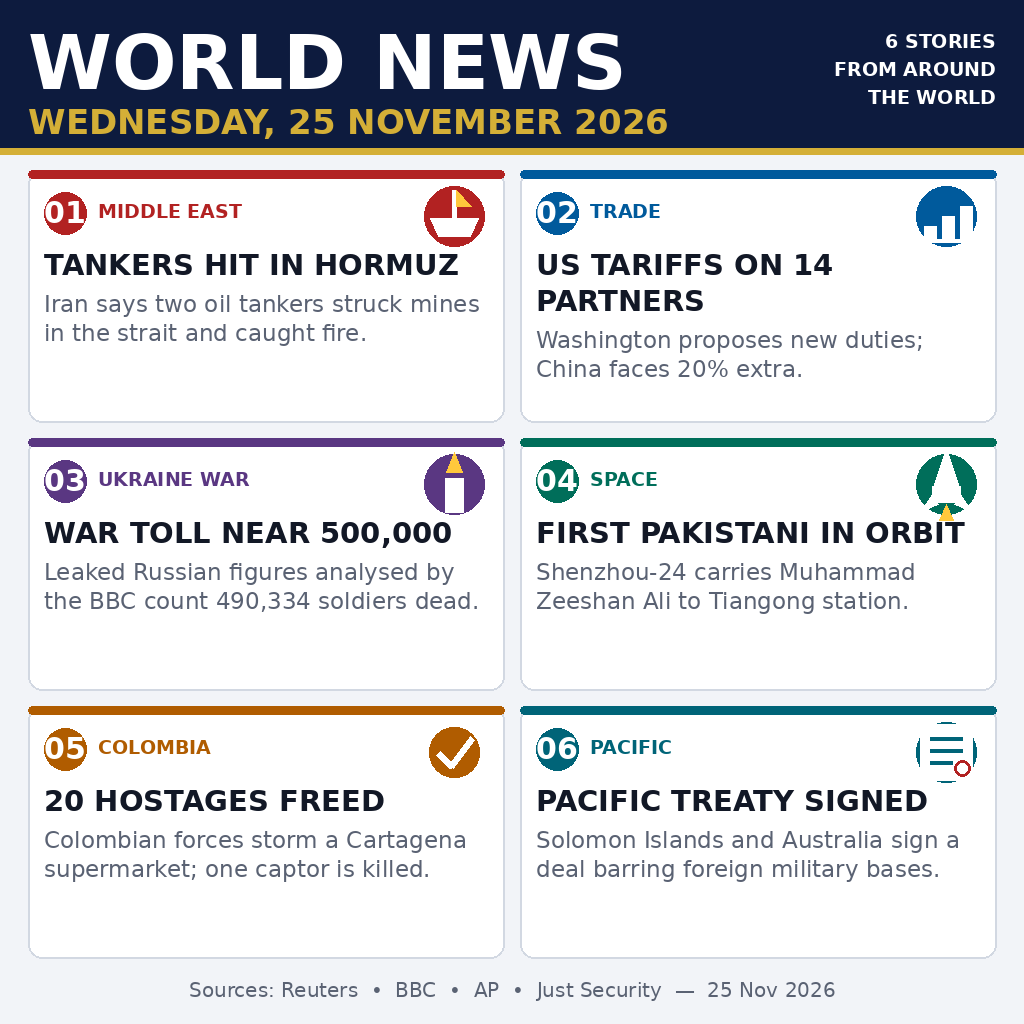 WORLD NEWS
WEDNESDAY, 25 NOVEMBER 2026
6 STORIES
FROM AROUND
THE WORLD
01 MIDDLE EAST
TANKERS HIT IN HORMUZ
Iran says two oil tankers struck mines
in the strait and caught fire.
02 TRADE
US TARIFFS ON 14
PARTNERS
Washington proposes new duties;
China faces 20% extra.
03 UKRAINE WAR
WAR TOLL NEAR 500,000
Leaked Russian figures analysed by
the BBC count 490,334 soldiers dead.
04 SPACE
FIRST PAKISTANI IN ORBIT
Shenzhou-24 carries Muhammad
Zeeshan Ali to Tiangong station.
05 COLOMBIA
20 HOSTAGES FREED
Colombian forces storm a Cartagena
supermarket; one captor is killed.
06 PACIFIC
PACIFIC TREATY SIGNED
Solomon Islands and Australia sign a
deal barring foreign military bases.
Sources: Reuters • BBC • AP • Just Security — 25 Nov 2026